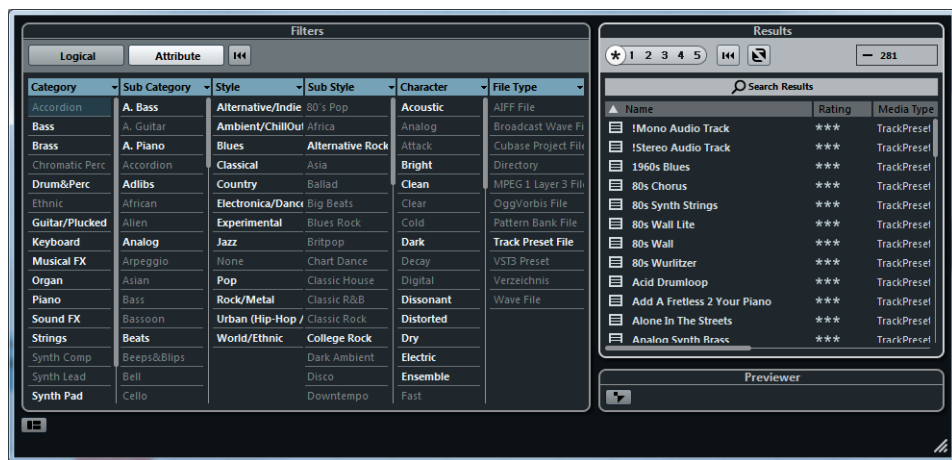 Filters
Logical
Attribute
Category
Accordion
Bass
Brass
Chromatic Perc
Drum&Perc
Ethnic
Guitar/Plucked
Keyboard
Musical FX
Organ
Piano
Sound FX
Strings
Synth Comp
Synth Lead
Synth Pad
Sub Category
A. Bass
A. Guitar
A. Piano
Accordion
Adlibs
African
Alien
Analog
Arpeggio
Asian
Bass
Bassoon
Beats
Beeps&Blips
Bell
Cello
Style
Alternative/Indie
Ambient/ChillOut
Blues
Classical
Country
Electronica/Dance
Experimental
Jazz
None
Pop
Rock/Metal
Urban (Hip-Hop /
World/Ethnic
Sub Style
80's Pop
Africa
Alternative Rock
Asia
Ballad
Big Beats
Blues Rock
Britpop
Chart Dance
Classic House
Classic R&B
Classic Rock
College Rock
Dark Ambient
Disco
Downtempo
Character
Acoustic
Analog
Attack
Bright
Clean
Clear
Cold
Dark
Decay
Digital
Dissonant
Distorted
Dry
Electric
Ensemble
Fast
File Type
AIFF File
Broadcast Wave Fi
Cubase Project File
Directory
MPEG 1 Layer 3 File
OggVorbis File
Pattern Bank File
Track Preset File
VST3 Preset
Verzeichnis
Wave File
Results
* 1 2 3 4 5
281
Search Results
Name Rating Media Type
!Mono Audio Track *** TrackPreset
!Stereo Audio Track *** TrackPreset
1960s Blues *** TrackPreset
80s Chorus *** TrackPreset
80s Synth Strings *** TrackPreset
80s Wall Lite *** TrackPreset
80s Wall *** TrackPreset
80s Wurlitzer *** TrackPreset
Acid Drumloop *** TrackPreset
Add A Fretless 2 Your Piano *** TrackPreset
Alone In The Streets *** TrackPreset
Analog Synth Brass *** TrackPreset
Previewer